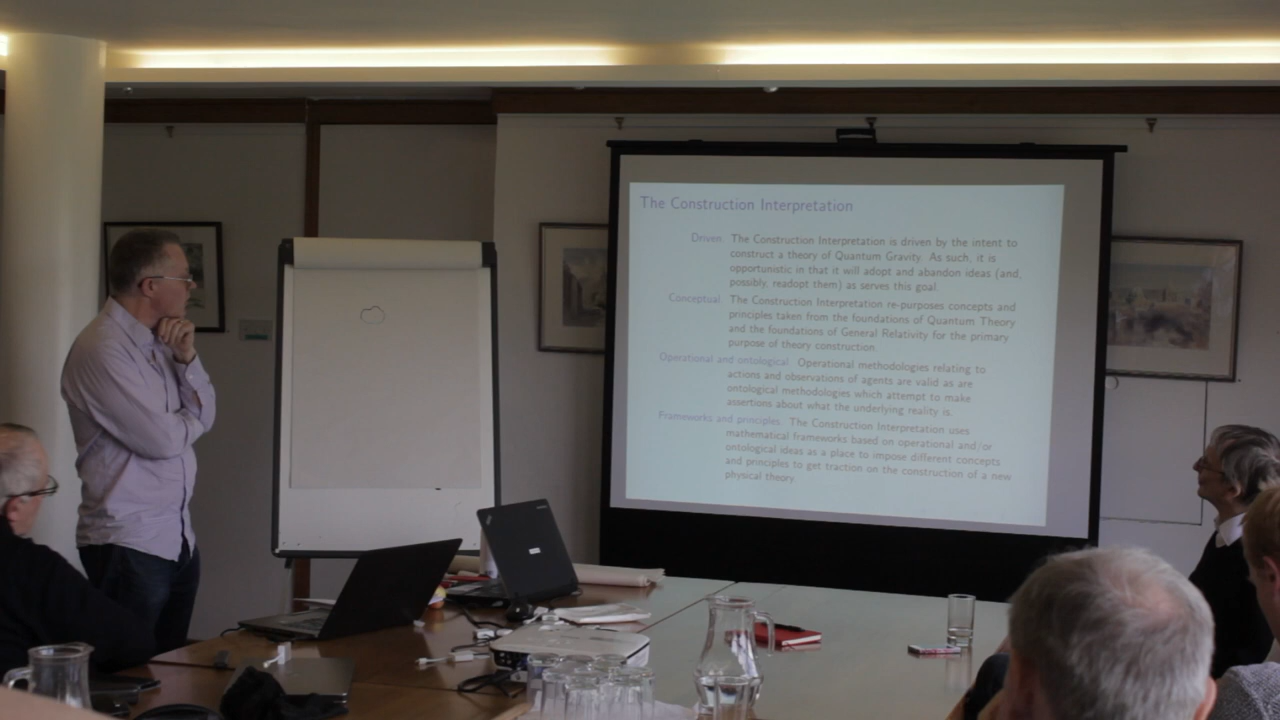 The Construction Interpretation
Driven. The Construction Interpretation is driven by the intent to
construct a theory of Quantum Gravity. As such, it is
opportunistic in that it will adopt and abandon ideas (and,
possibly, readopt them) as serves this goal.
Conceptual. The Construction Interpretation re-purposes concepts and
principles taken from the foundations of Quantum Theory
and the foundations of General Relativity for the primary
purpose of theory construction.
Operational and ontological. Operational methodologies relating to
actions and observations of agents are valid as are
ontological methodologies which attempt to make
assertions about what the underlying reality is.
Frameworks and principles. The Construction Interpretation uses
mathematical frameworks based on operational and/or
ontological ideas as a place to impose different concepts
and principles to get traction on the construction of a new
physical theory.